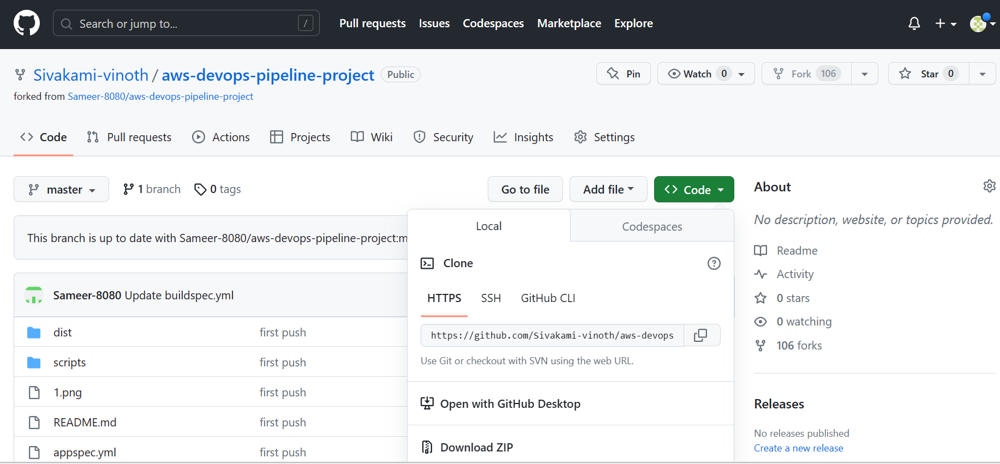 Search or jump to... / Pull requests Issues Codespaces Marketplace Explore
Sivakami-vinoth / aws-devops-pipeline-project Public Pin Watch 0 Fork 106 Star 0
forked from Sameer-8080/aws-devops-pipeline-project
Code Pull requests Actions Projects Wiki Security Insights Settings
master 1 branch 0 tags Go to file Add file Code
This branch is up to date with Sameer-8080/aws-devops-pipeline-project:m
Sameer-8080 Update buildspec.yml
dist first push
scripts first push
1.png first push
README.md first push
appspec.yml first push
Local Codespaces
Clone
HTTPS SSH GitHub CLI
https://github.com/Sivakami-vinoth/aws-devops
Use Git or checkout with SVN using the web URL.
Open with GitHub Desktop
Download ZIP
About
No description, website, or topics provided.
Readme
Activity
0 stars
0 watching
106 forks
Releases
No releases published
Create a new release